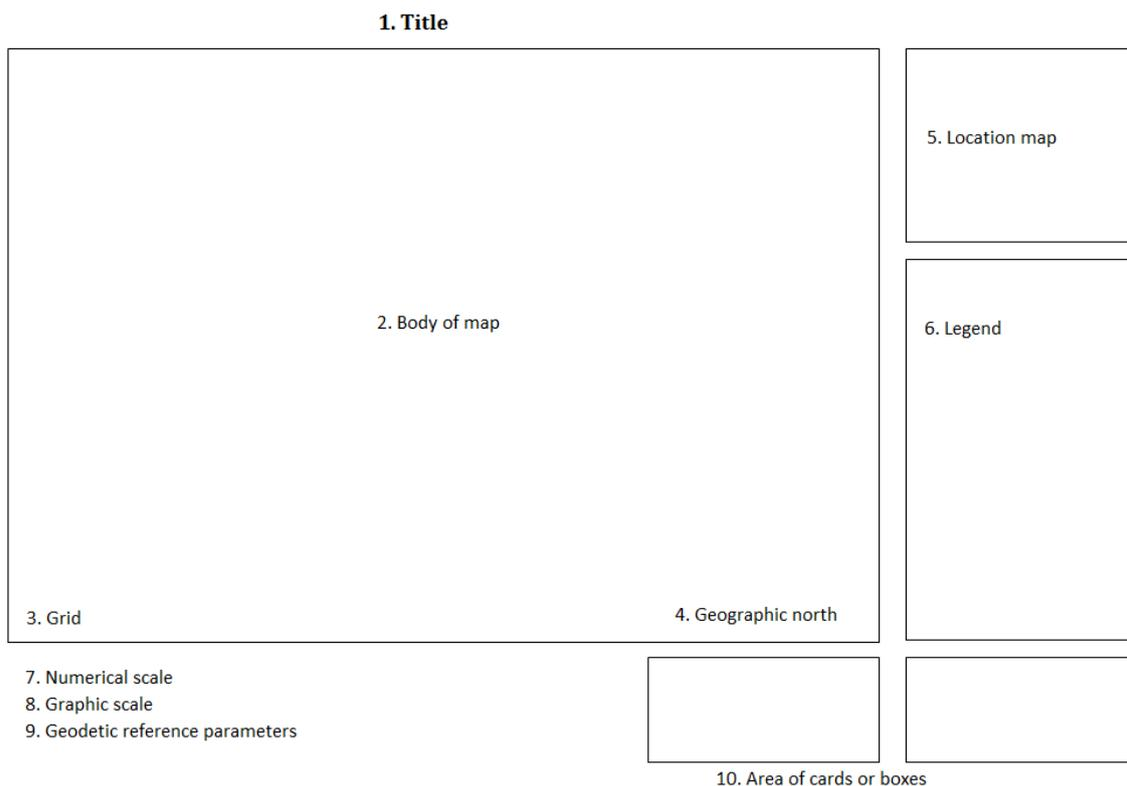 1. Title
5. Location map
2. Body of map
6. Legend
3. Grid
4. Geographic north
7. Numerical scale
8. Graphic scale
9. Geodetic reference parameters
10. Area of cards or boxes